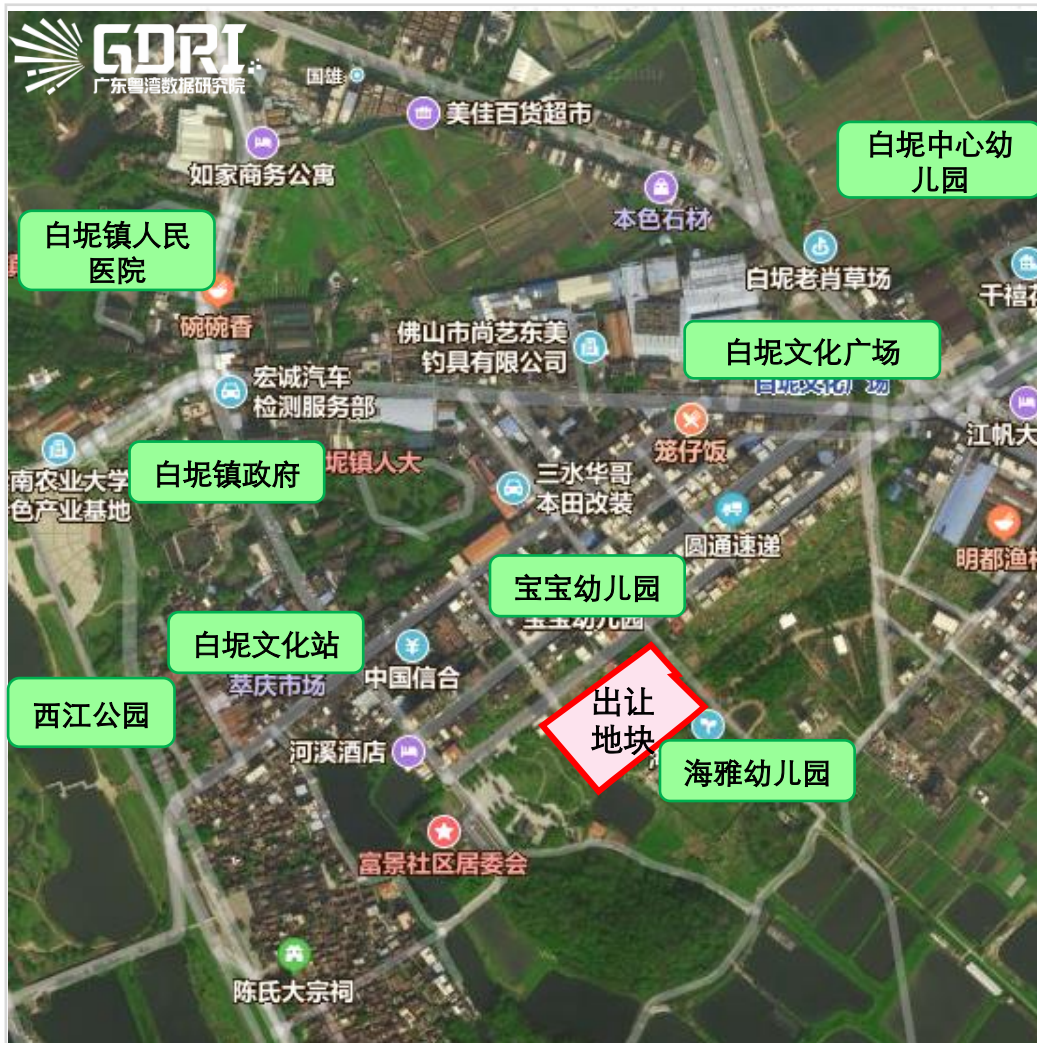 GDRI
广东粤湾数据研究院
国雄
美佳百货超市
如家商务公寓
白坭中心幼
儿园
本色石材
白坭镇人民
医院
白坭老肖草场
千禧花
碗碗香
佛山市尚艺东美
钓具有限公司
白坭文化广场
白坭文化广场
宏诚汽车
检测服务部
江帆大
笼仔饭
南农业大学
色产业基地
白坭镇政府
坭镇人大
三水华哥
本田改装
圆通速递
明都渔村
宝宝幼儿园
宝宝幼儿园
白坭文化站
萃庆市场
中国信合
西江公园
出让
地块
河溪酒店
海雅幼儿园
富景社区居委会
陈氏大宗祠